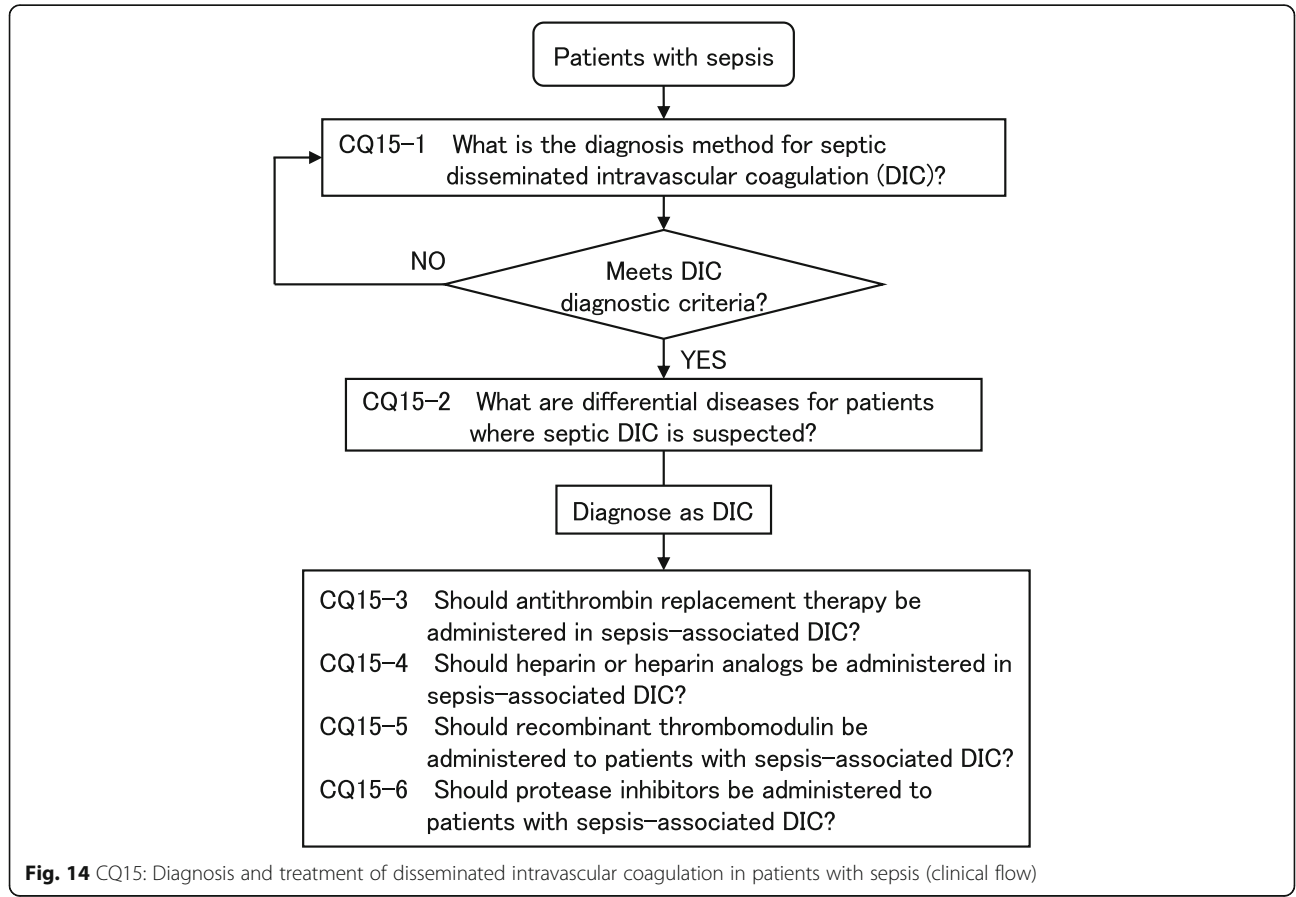 Patients with sepsis
CQ15-1 What is the diagnosis method for septic
disseminated intravascular coagulation (DIC)?
NO
Meets DIC
diagnostic criteria?
YES
CQ15-2 What are differential diseases for patients
where septic DIC is suspected?
Diagnose as DIC
CQ15-3 Should antithrombin replacement therapy be
administered in sepsis-associated DIC?
CQ15-4 Should heparin or heparin analogs be administered in
sepsis-associated DIC?
CQ15-5 Should recombinant thrombomodulin be
administered to patients with sepsis-associated DIC?
CQ15-6 Should protease inhibitors be administered to
patients with sepsis-associated DIC?
Fig. 14 CQ15: Diagnosis and treatment of disseminated intravascular coagulation in patients with sepsis (clinical flow)